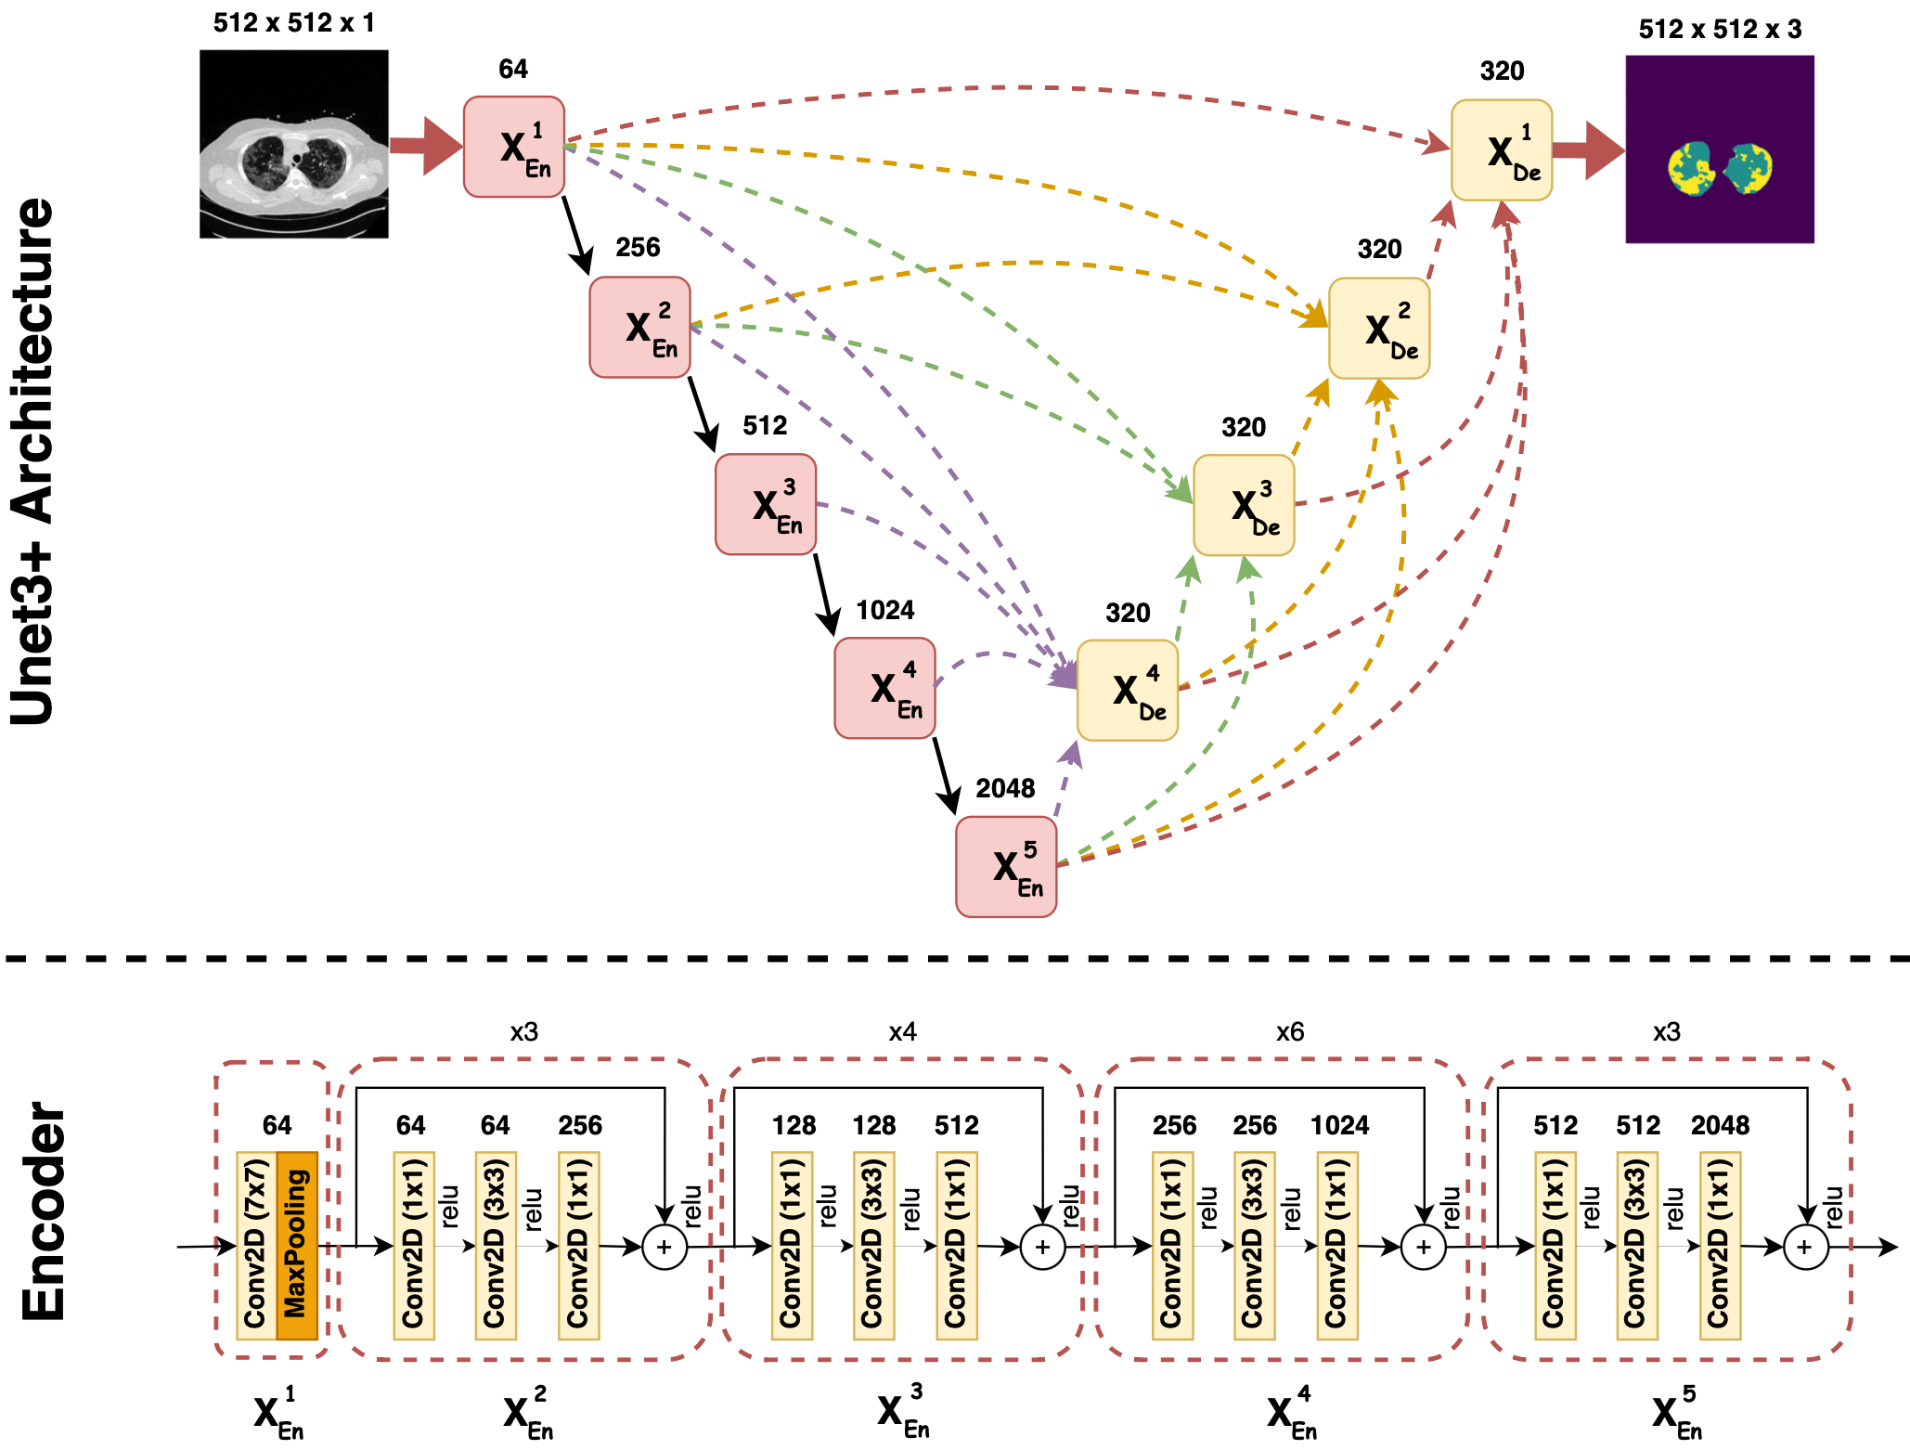 Unet3+ Architecture
512 x 512 x 1
512 x 512 x 3
64
X 1 En
320
X 1 De
256
X 2 En
320
X 2 De
512
X 3 En
320
X 3 De
1024
X 4 En
320
X 4 De
2048
X 5 En
Encoder
x3
x4
x6
x3
64
64
64
256
128
128
512
256
256
1024
512
512
2048
Conv2D (7x7)
MaxPooling
Conv2D (1x1)
relu
Conv2D (3x3)
relu
Conv2D (1x1)
+
relu
Conv2D (1x1)
relu
Conv2D (3x3)
relu
Conv2D (1x1)
+
relu
Conv2D (1x1)
relu
Conv2D (3x3)
relu
Conv2D (1x1)
+
relu
Conv2D (1x1)
relu
Conv2D (3x3)
relu
Conv2D (1x1)
+
relu
X 1 En
X 2 En
X 3 En
X 4 En
X 5 En